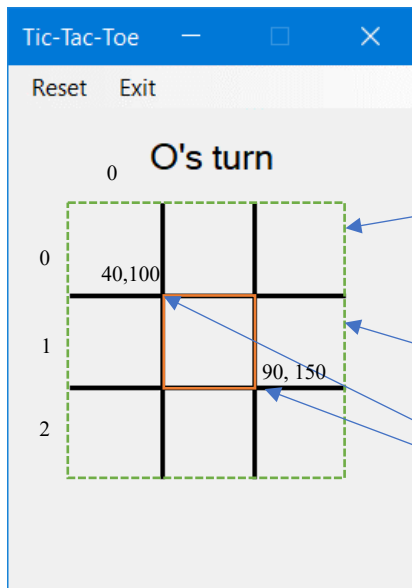 Tic-Tac-Toe
Reset Exit
O's turn
0
0
40,100
1
90, 150
2